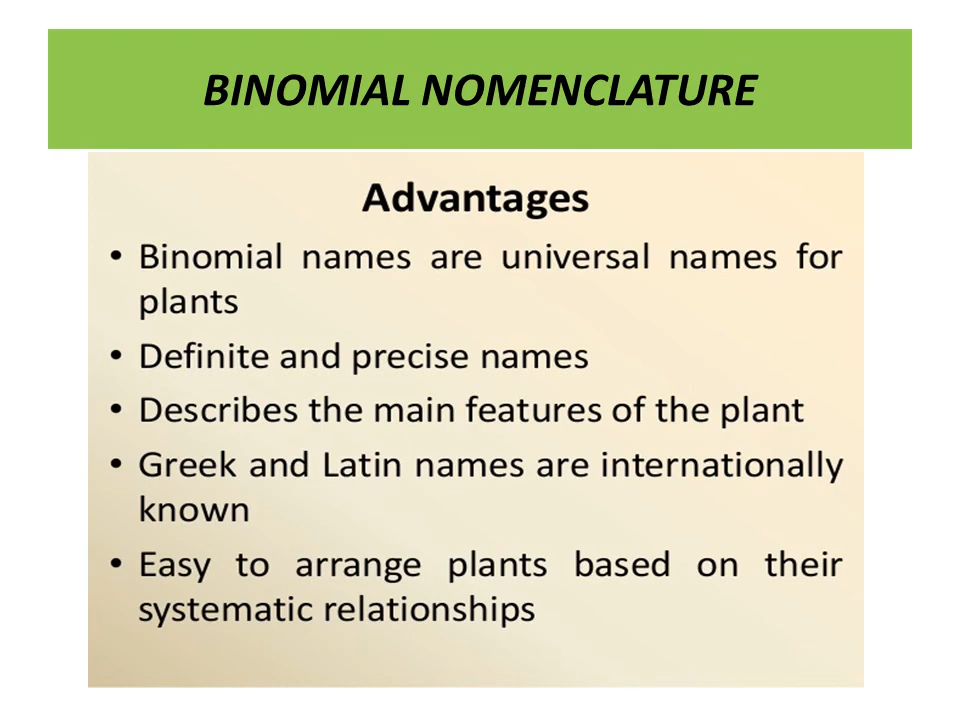 BINOMIAL NOMENCLATURE
Advantages
• Binomial names are universal names for
plants
• Definite and precise names
• Describes the main features of the plant
• Greek and Latin names are internationally
known
• Easy to arrange plants based on their
systematic relationships